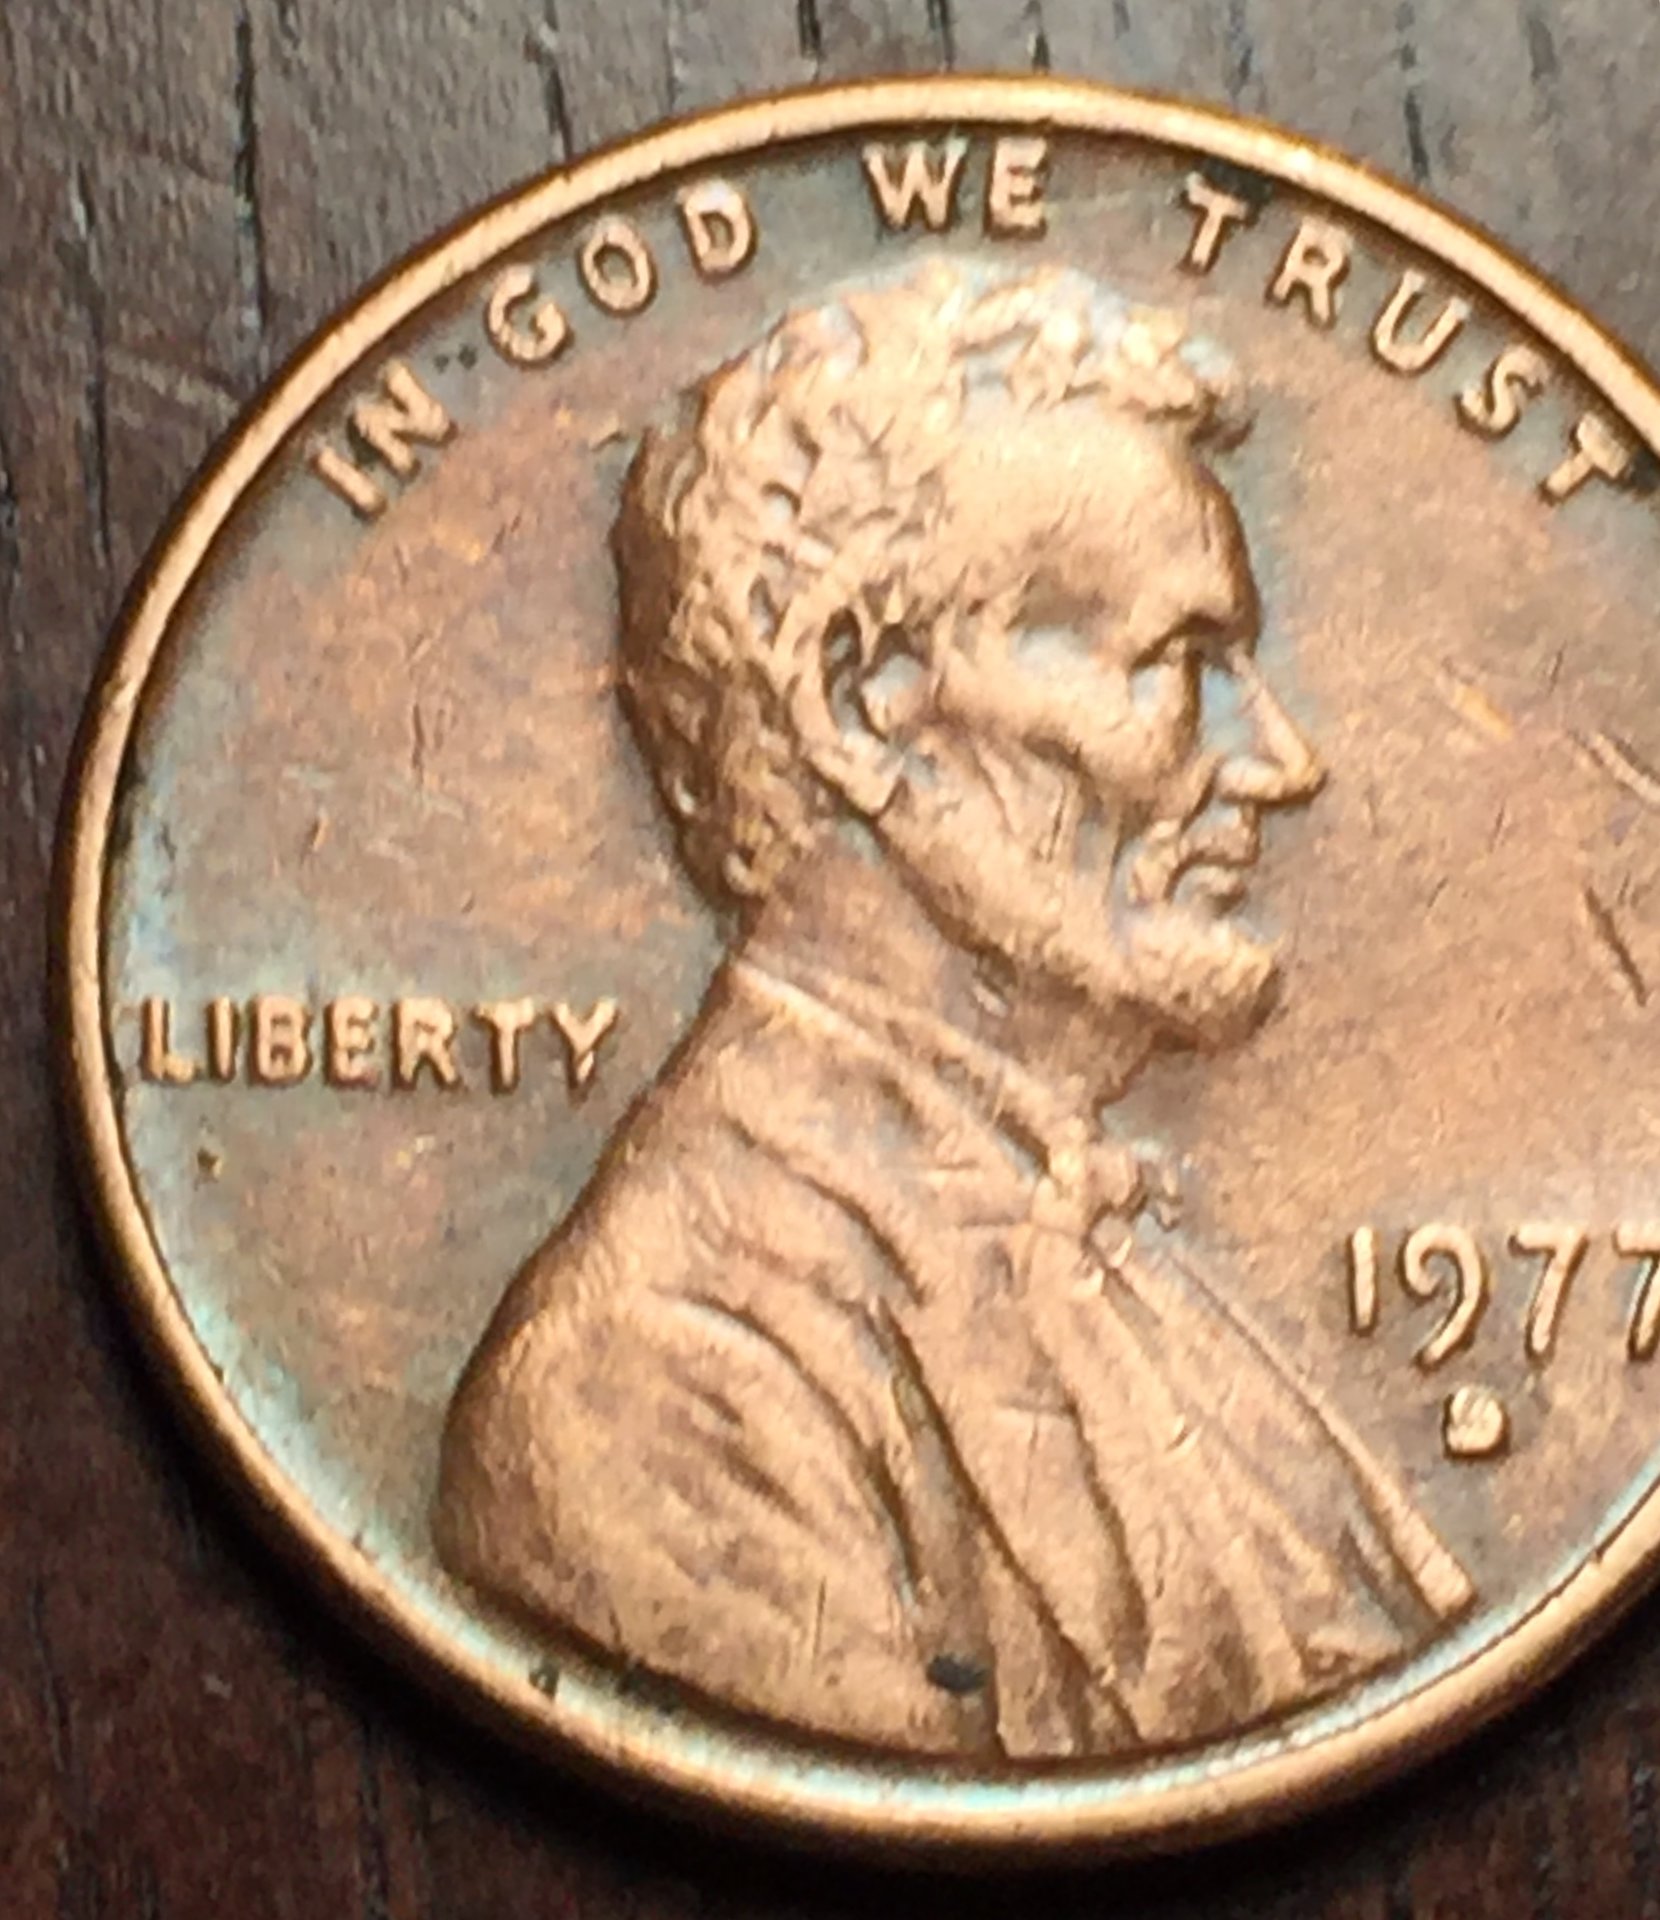 IN GOD WE TRUST
LIBERTY
1977